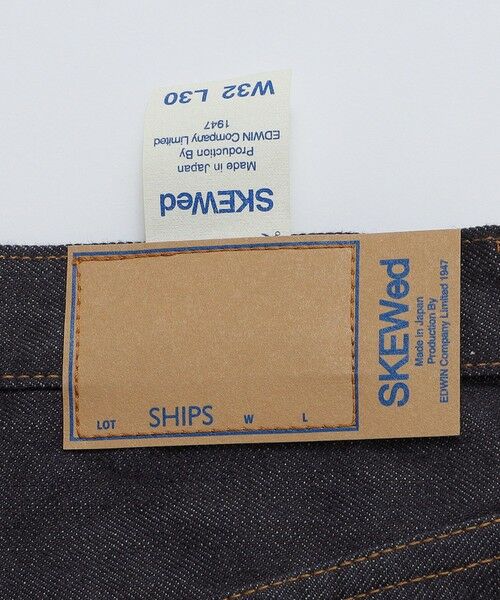 W32 L30
EDWIN Company Limited
1947
Production By
Made in Japan
SKEWed
LOT SHIPS W L
SKEWed
Made in Japan
Production By
EDWIN Company Limited 1947